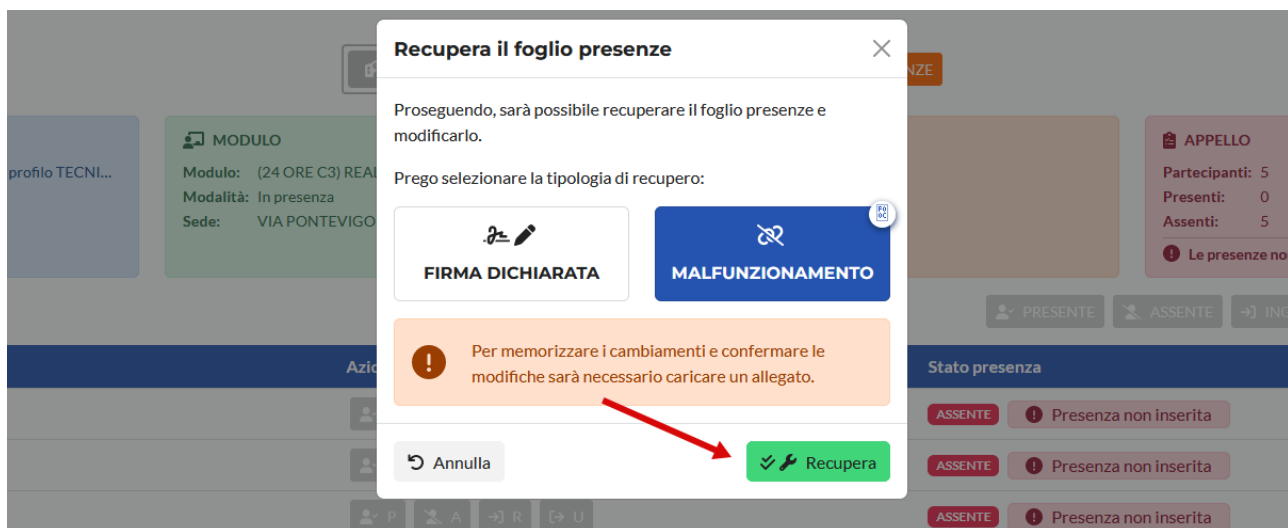 Recupera il foglio presenze
NZE
Proseguendo, sarà possibile recuperare il foglio presenze e
modificarlo.
Prego selezionare la tipologia di recupero:
FIRMA DICHIARATA
MALFUNZIONAMENTO
Per memorizzare i cambiamenti e confermare le
modifiche sarà necessario caricare un allegato.
Annulla
Recupera
profilo TECNI...
MODULO
Modulo: (24 ORE C3) REAL
Modalità: In presenza
Sede: VIA PONTEVIGO
APPELLO
Partecipanti: 5
Presenti: 0
Assenti: 5
Le presenze no
PRESENTE ASSENTE ING
Azio Stato presenza
ASSENTE Presenza non inserita
ASSENTE Presenza non inserita
P A R U ASSENTE Presenza non inserita